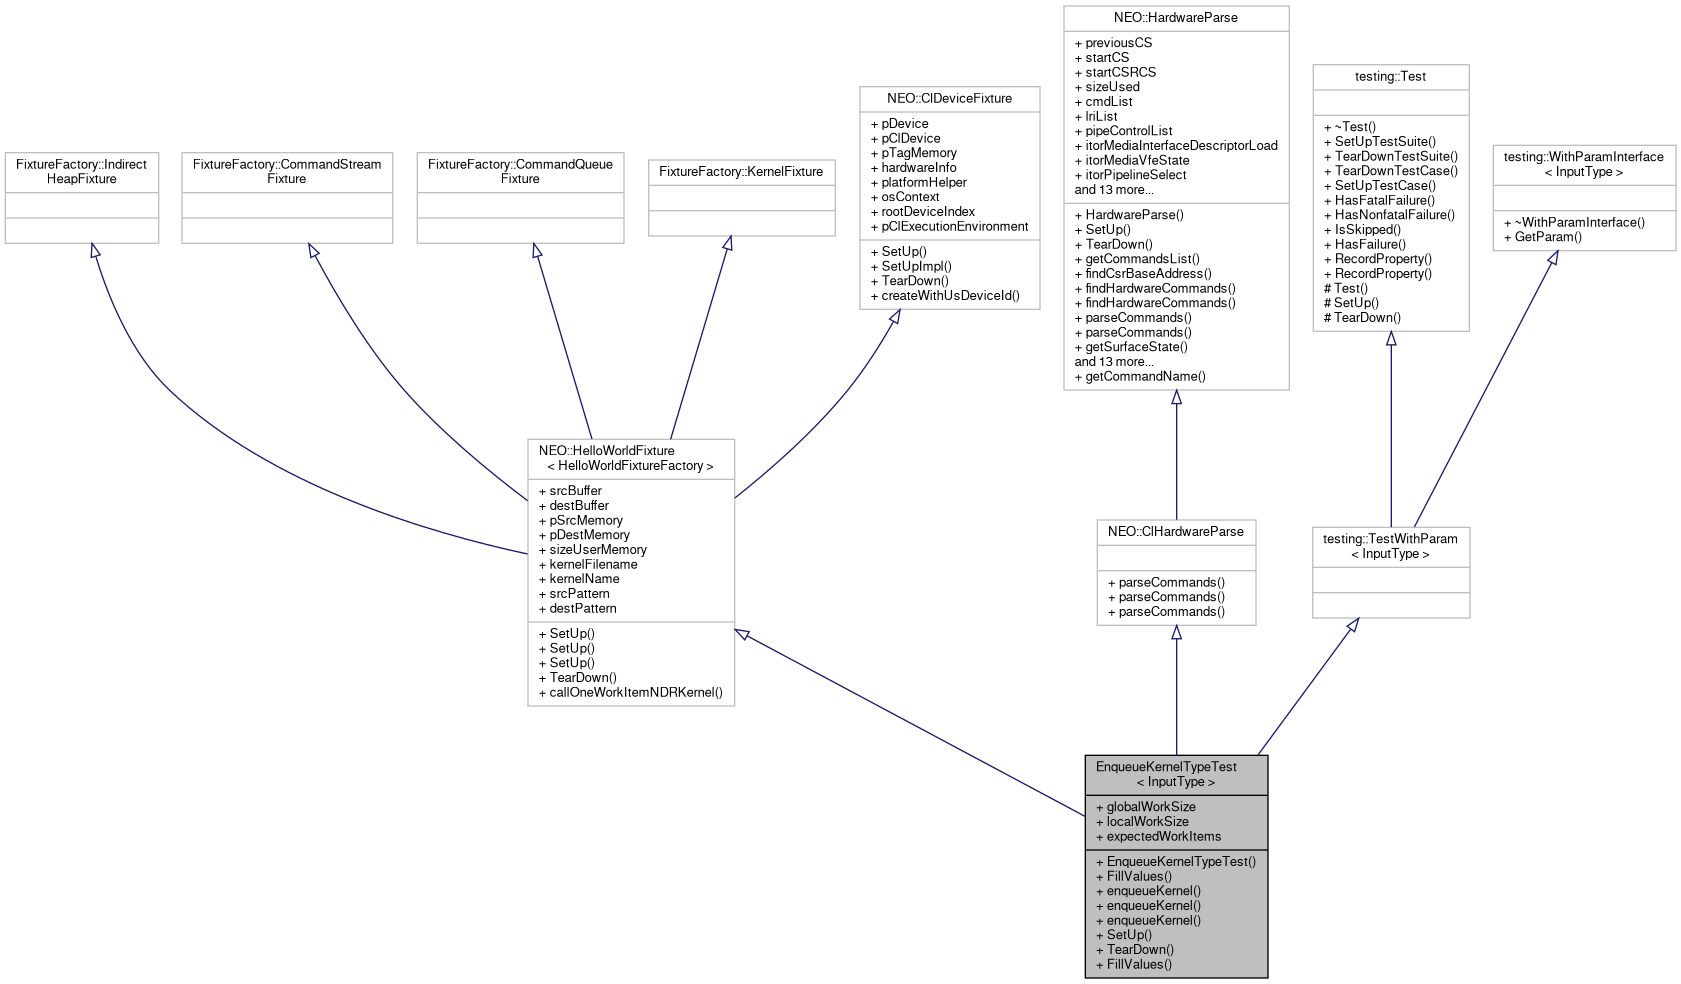 NEO::HardwareParse
+ previousCS
+ startCS
+ startCSRCS
+ sizeUsed
+ cmdList
+ lriList
+ pipeControlList
+ itorMediaInterfaceDescriptorLoad
+ itorMediaVfeState
+ itorPipelineSelect
and 13 more...
+ HardwareParse()
+ SetUp()
+ TearDown()
+ getCommandsList()
+ findCsrBaseAddress()
+ findHardwareCommands()
+ findHardwareCommands()
+ parseCommands()
+ parseCommands()
+ getSurfaceState()
and 13 more...
+ getCommandName()
testing::Test
+ ~Test()
+ SetUpTestSuite()
+ TearDownTestSuite()
+ TearDownTestCase()
+ SetUpTestCase()
+ HasFatalFailure()
+ HasNonfatalFailure()
+ IsSkipped()
+ HasFailure()
+ RecordProperty()
+ RecordProperty()
# Test()
# SetUp()
# TearDown()
NEO::ClDeviceFixture
+ pDevice
+ pClDevice
+ pTagMemory
+ hardwareInfo
+ platformHelper
+ osContext
+ rootDeviceIndex
+ pClExecutionEnvironment
+ SetUp()
+ SetUpImpl()
+ TearDown()
+ createWithUsDeviceId()
testing::WithParamInterface
< InputType >
+ ~WithParamInterface()
+ GetParam()
FixtureFactory::Indirect
HeapFixture
FixtureFactory::CommandStream
Fixture
FixtureFactory::CommandQueue
Fixture
FixtureFactory::KernelFixture
NEO::HelloWorldFixture
< HelloWorldFixtureFactory >
+ srcBuffer
+ destBuffer
+ pSrcMemory
+ pDestMemory
+ sizeUserMemory
+ kernelFilename
+ kernelName
+ srcPattern
+ destPattern
+ SetUp()
+ SetUp()
+ SetUp()
+ TearDown()
+ callOneWorkItemNDRKernel()
NEO::ClHardwareParse
+ parseCommands()
+ parseCommands()
+ parseCommands()
testing::TestWithParam
< InputType >
EnqueueKernelTypeTest
< InputType >
+ globalWorkSize
+ localWorkSize
+ expectedWorkItems
+ EnqueueKernelTypeTest()
+ FillValues()
+ enqueueKernel()
+ enqueueKernel()
+ enqueueKernel()
+ SetUp()
+ TearDown()
+ FillValues()